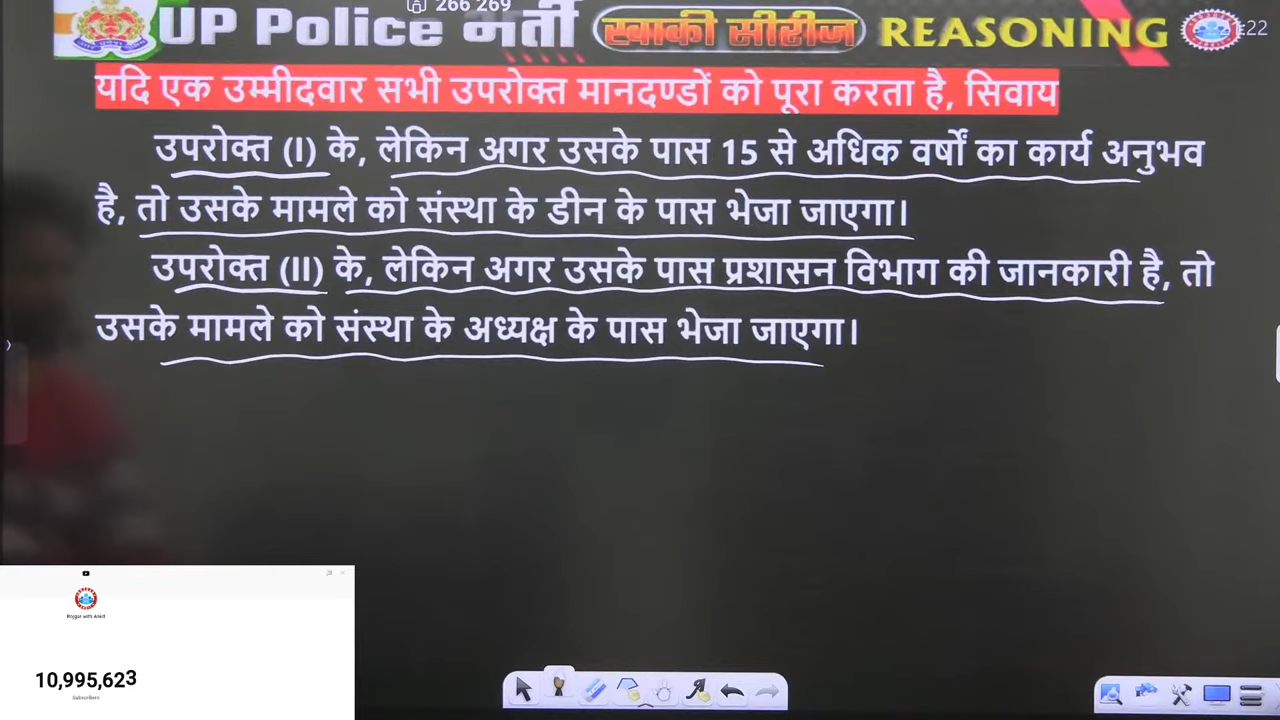 266 269
UP Police भर्ती खाकी सीरीज REASONING
यदि एक उम्मीदवार सभी उपरोक्त मानदण्डों को पूरा करता है, सिवाय
उपरोक्त (I) के, लेकिन अगर उसके पास 15 से अधिक वर्षों का कार्य अनुभव
है, तो उसके मामले को संस्था के डीन के पास भेजा जाएगा।
उपरोक्त (II) के, लेकिन अगर उसके पास प्रशासन विभाग की जानकारी है, तो
उसके मामले को संस्था के अध्यक्ष के पास भेजा जाएगा।
Rojgar with Ankit
10,995,623
Subscribers